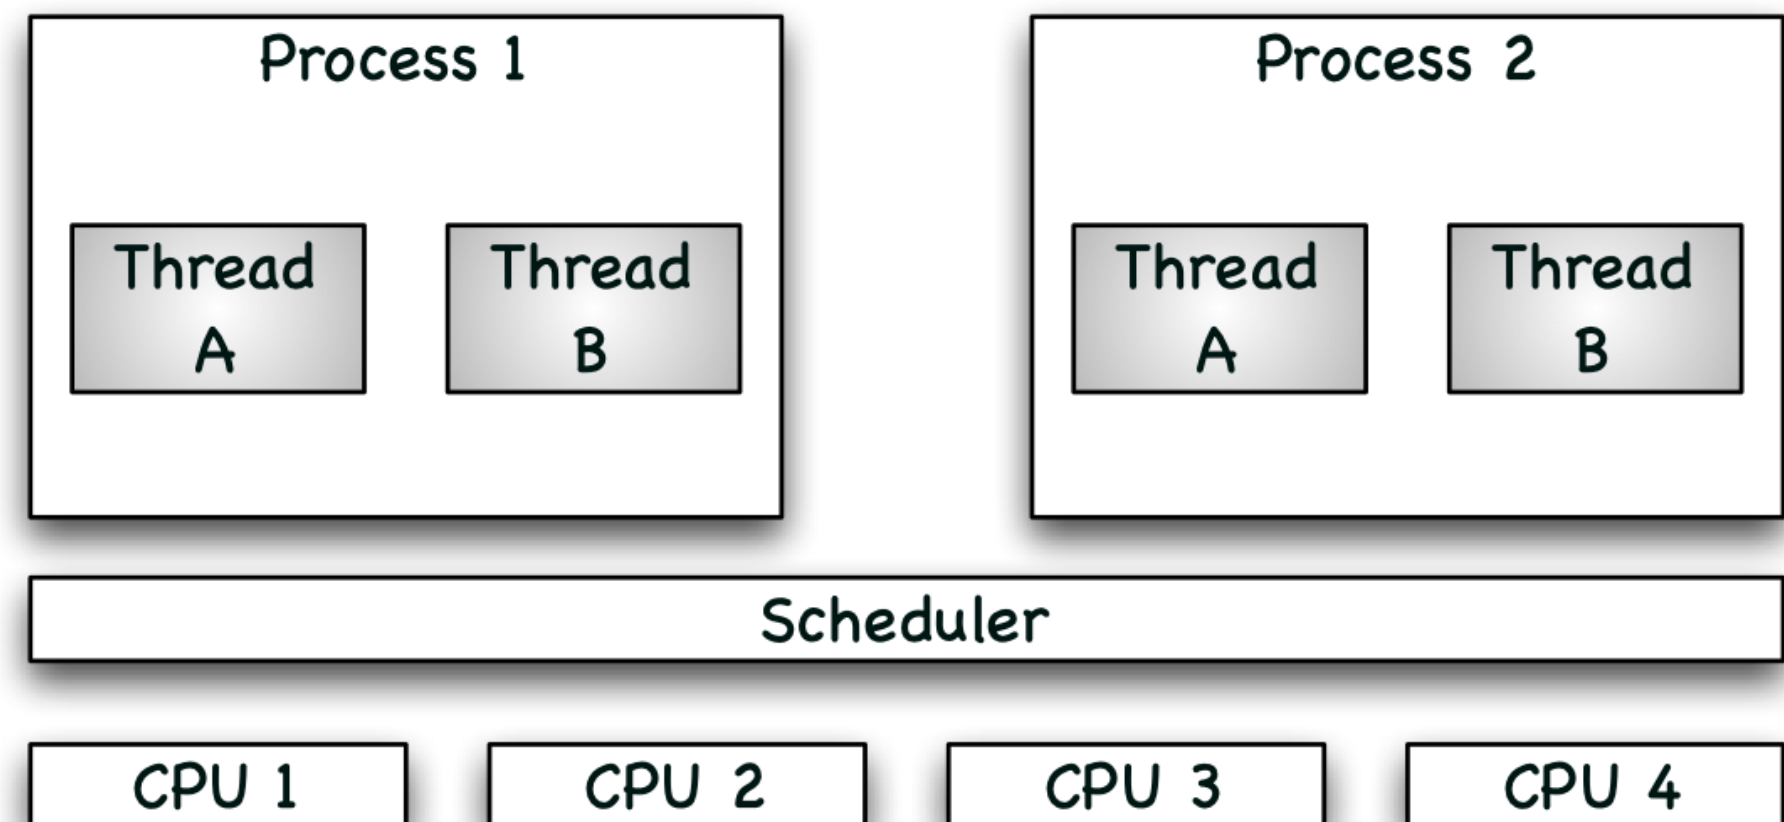 Process 1
Process 2
Thread
A
Thread
B
Thread
A
Thread
B
Scheduler
CPU 1
CPU 2
CPU 3
CPU 4